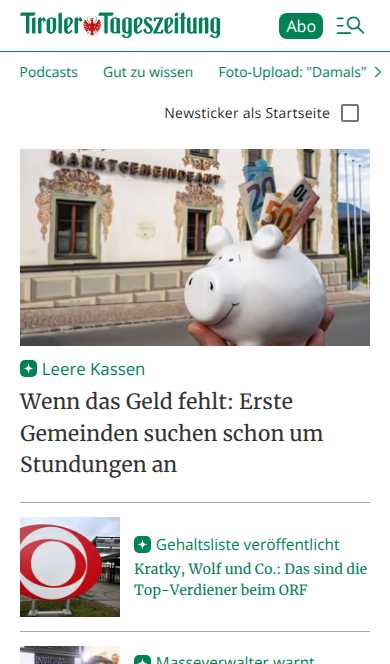 Tiroler Tageszeitung
Abo
Podcasts Gut zu wissen Foto-Upload: "Damals"
Newsticker als Startseite
MARKTGEMEINDEAMT
20
50
10
Leere Kassen
Wenn das Geld fehlt: Erste
Gemeinden suchen schon um
Stundungen an
Gehaltsliste veröffentlicht
Kratky, Wolf und Co.: Das sind die
Top-Verdiener beim ORF
Masseverwalter warnt